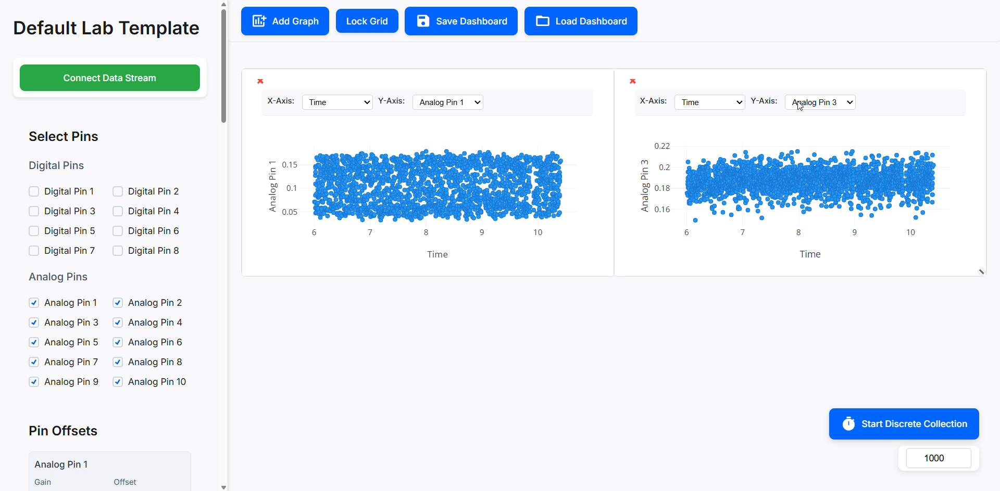 Default Lab Template
Connect Data Stream
Select Pins
Digital Pins
Digital Pin 1 Digital Pin 2
Digital Pin 3 Digital Pin 4
Digital Pin 5 Digital Pin 6
Digital Pin 7 Digital Pin 8
Analog Pins
Analog Pin 1 Analog Pin 2
Analog Pin 3 Analog Pin 4
Analog Pin 5 Analog Pin 6
Analog Pin 7 Analog Pin 8
Analog Pin 9 Analog Pin 10
Pin Offsets
Analog Pin 1
Gain Offset
Add Graph Lock Grid Save Dashboard Load Dashboard
X-Axis: Time Y-Axis: Analog Pin 1
Analog Pin 1
0.15
0.1
0.05
6 7 8 9 10
Time
X-Axis: Time Y-Axis: Analog Pin 3
Analog Pin 3
0.22
0.2
0.18
0.16
6 7 8 9 10
Time
Start Discrete Collection
1000